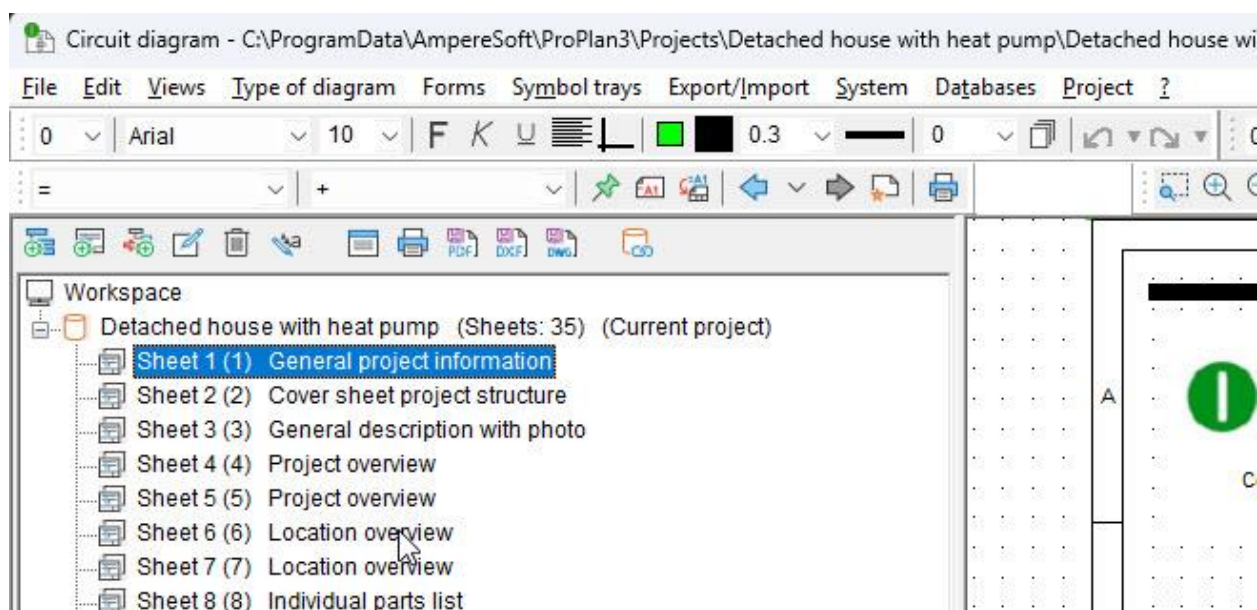 Circuit diagram - C:\ProgramData\AmpereSoft\ProPlan3\Projects\Detached house with heat pump\Detached house wi
File Edit Views Type of diagram Forms Symbol trays Export/Import System Databases Project ?
0 Arial 10 F K U 0.3 0
= + A1 A1
PDF DXF DWG
Workspace
Detached house with heat pump (Sheets: 35) (Current project)
Sheet 1 (1) General project information
Sheet 2 (2) Cover sheet project structure
A
Sheet 3 (3) General description with photo
Sheet 4 (4) Project overview
Sheet 5 (5) Project overview
Sheet 6 (6) Location overview
Sheet 7 (7) Location overview
Sheet 8 (8) Individual parts list